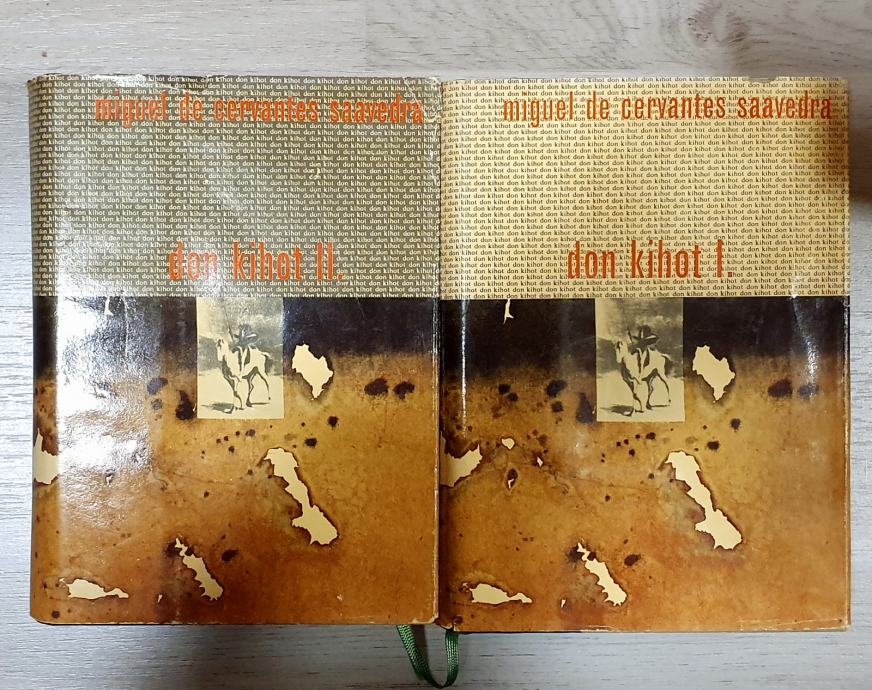 miguel de cervantes saavedra
don kihot II.
miguel de cervantes saavedra
don kihot I.